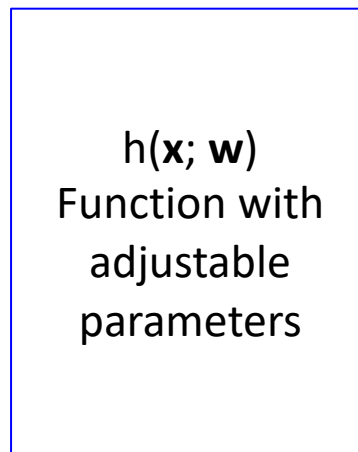 h(x; w)
Function with
adjustable
parameters